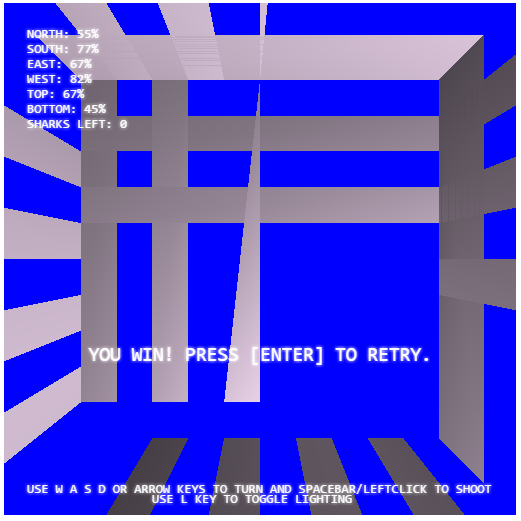 NORTH: 55%
SOUTH: 77%
EAST: 67%
WEST: 82%
TOP: 67%
BOTTOM: 45%
SHARKS LEFT: 0
YOU WIN! PRESS [ENTER] TO RETRY.
USE W A S D OR ARROW KEYS TO TURN AND SPACEBAR/LEFTCLICK TO SHOOT
USE L KEY TO TOGGLE LIGHTING